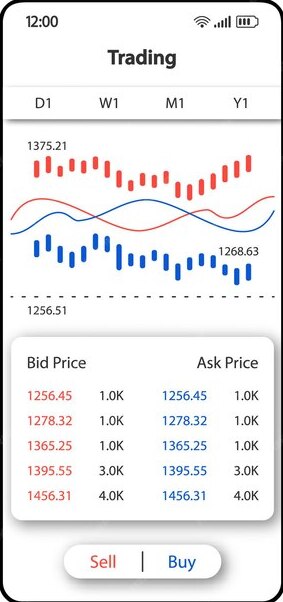 12:00
Trading
D1 W1 M1 Y1
1375.21
1268.63
1256.51
Bid Price Ask Price
1256.45 1.0K 1256.45 1.0K
1278.32 1.0K 1278.32 1.0K
1365.25 1.0K 1365.25 1.0K
1395.55 3.0K 1395.55 3.0K
1456.31 4.0K 1456.31 4.0K
Sell | Buy